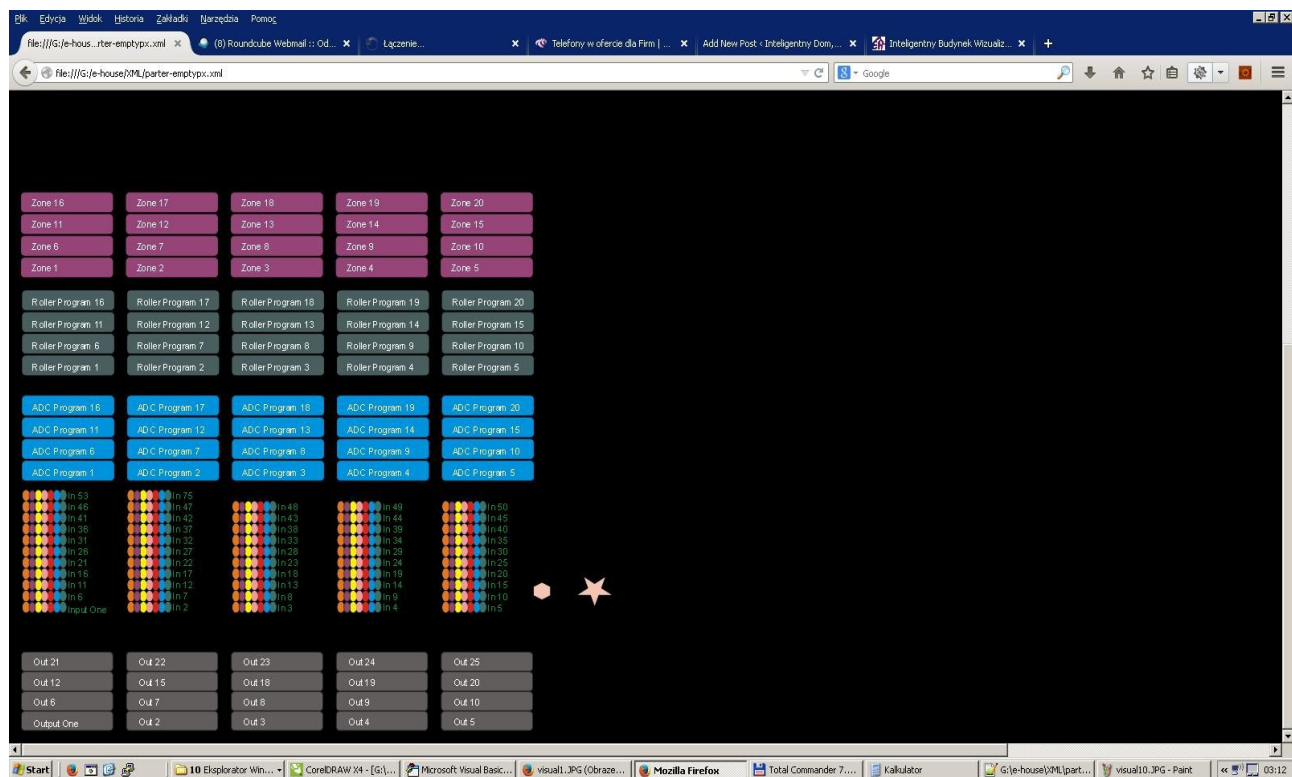 Plik Edycja Widok Historia Zakładki Narzędzia Pomoc
file:///G:/e-hous...rter-emptypx.xml (8) Roundcube Webmail :: Od... Łączenie... Telefony w ofercie dla Firm | ... Add New Post ‹ Inteligentny Dom,... Inteligentny Budynek Wizualiz...
file:///G:/e-house/XML/parter-emptypx.xml Google
Zone 16 Zone 17 Zone 18 Zone 19 Zone 20
Zone 11 Zone 12 Zone 13 Zone 14 Zone 15
Zone 6 Zone 7 Zone 8 Zone 9 Zone 10
Zone 1 Zone 2 Zone 3 Zone 4 Zone 5
Roller Program 16 Roller Program 17 Roller Program 18 Roller Program 19 Roller Program 20
Roller Program 11 Roller Program 12 Roller Program 13 Roller Program 14 Roller Program 15
Roller Program 6 Roller Program 7 Roller Program 8 Roller Program 9 Roller Program 10
Roller Program 1 Roller Program 2 Roller Program 3 Roller Program 4 Roller Program 5
ADC Program 16 ADC Program 17 ADC Program 18 ADC Program 19 ADC Program 20
ADC Program 11 ADC Program 12 ADC Program 13 ADC Program 14 ADC Program 15
ADC Program 6 ADC Program 7 ADC Program 8 ADC Program 9 ADC Program 10
ADC Program 1 ADC Program 2 ADC Program 3 ADC Program 4 ADC Program 5
In 53 In 75
In 46 In 47 In 48 In 49 In 50
In 41 In 42 In 43 In 44 In 45
In 36 In 37 In 38 In 39 In 40
In 31 In 32 In 33 In 34 In 35
In 26 In 27 In 28 In 29 In 30
In 21 In 22 In 23 In 24 In 25
In 16 In 17 In 18 In 19 In 20
In 11 In 12 In 13 In 14 In 15
In 6 In 7 In 8 In 9 In 10
Input One In 2 In 3 In 4 In 5
Out 21 Out 22 Out 23 Out 24 Out 25
Out 12 Out 15 Out 18 Out 19 Out 20
Out 6 Out 7 Out 8 Out 9 Out 10
Output One Out 2 Out 3 Out 4 Out 5
Start 10 Eksplorator Win... CorelDRAW X4 - [G:\... Microsoft Visual Basic... visual1.JPG (Obraze... Mozilla Firefox Total Commander 7.... Kalkulator G:\e-house\XML\part... visual10.JPG - Paint 03:12